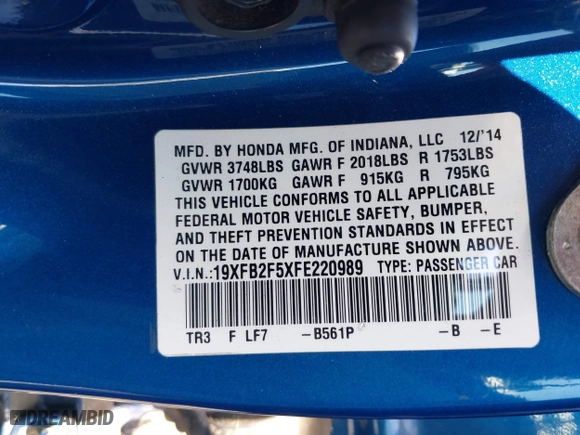 MFD. BY HONDA MFG. OF INDIANA, LLC 12/'14
GVWR 3748LBS GAWR F 2018LBS R 1753LBS
GVWR 1700KG GAWR F 915KG R 795KG
THIS VEHICLE CONFORMS TO ALL APPLICABLE
FEDERAL MOTOR VEHICLE SAFETY, BUMPER,
AND THEFT PREVENTION STANDARDS IN EFFECT
ON THE DATE OF MANUFACTURE SHOWN ABOVE.
V.I.N.:19XFB2F5XFE220989 TYPE: PASSENGER CAR
TR3 F LF7 -B561P -B -E
DREAMBID